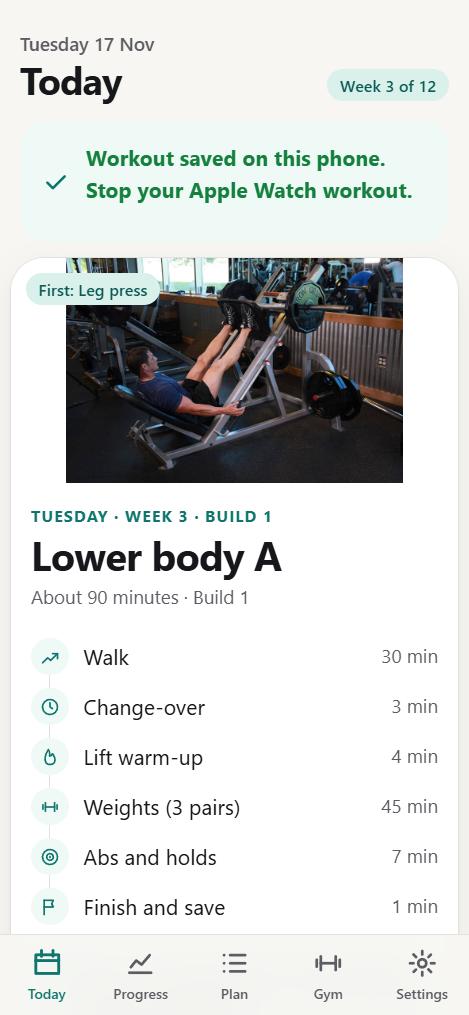 Tuesday 17 Nov
Today
Week 3 of 12
Workout saved on this phone.
Stop your Apple Watch workout.
First: Leg press
TUESDAY · WEEK 3 · BUILD 1
Lower body A
About 90 minutes · Build 1
Walk 30 min
Change-over 3 min
Lift warm-up 4 min
Weights (3 pairs) 45 min
Abs and holds 7 min
Finish and save 1 min
Today Progress Plan Gym Settings